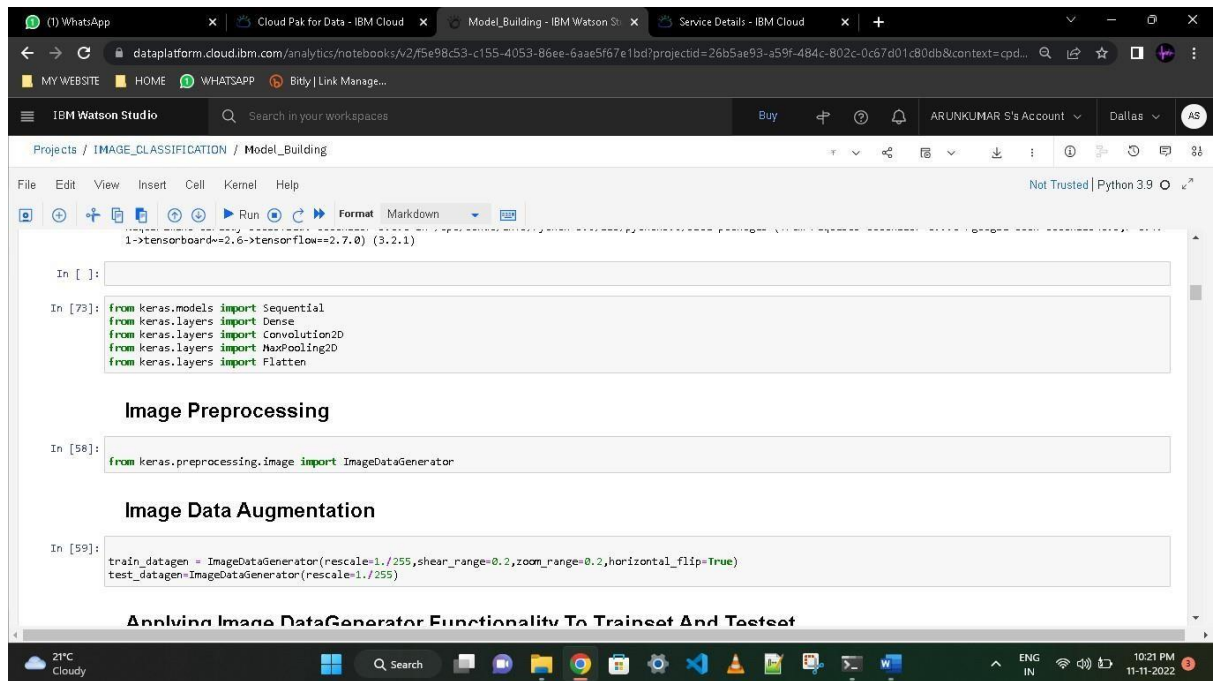 (1) WhatsApp
Cloud Pak for Data - IBM Cloud
Model_Building - IBM Watson St
Service Details - IBM Cloud
dataplatform.cloud.ibm.com/analytics/notebooks/v2/f5e98c53-c155-4053-86ee-6aae5f67e1bd?projectid=26b5ae93-a59f-484c-802c-0c67d01c80db&context=cpd...
MY WEBSITE HOME WHATSAPP Bitly | Link Manage...
IBM Watson Studio Search in your workspaces Buy ARUNKUMAR S's Account Dallas AS
Projects / IMAGE_CLASSIFICATION / Model_Building
File Edit View Insert Cell Kernel Help Not Trusted | Python 3.9
Run Format Markdown
1->tensorboard~=2.6->tensorflow==2.7.0) (3.2.1)
In [ ]:
In [73]: from keras.models import Sequential
from keras.layers import Dense
from keras.layers import Convolution2D
from keras.layers import MaxPooling2D
from keras.layers import Flatten
Image Preprocessing
In [58]:
from keras.preprocessing.image import ImageDataGenerator
Image Data Augmentation
In [59]:
train_datagen = ImageDataGenerator(rescale=1./255,shear_range=0.2,zoom_range=0.2,horizontal_flip=True)
test_datagen=ImageDataGenerator(rescale=1./255)
Applying Image DataGenerator Functionality To Trainset And Testset
21°C
Cloudy
Search
ENG
IN
10:21 PM
11-11-2022
3